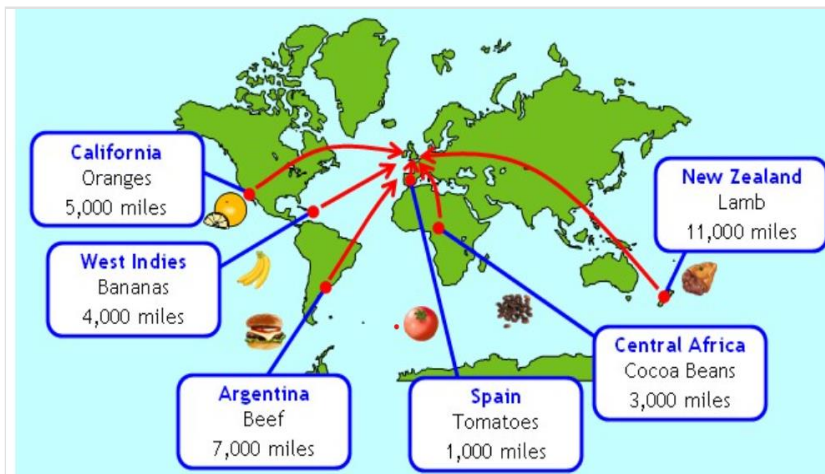 California
Oranges
5,000 miles
West Indies
Bananas
4,000 miles
Argentina
Beef
7,000 miles
Spain
Tomatoes
1,000 miles
Central Africa
Cocoa Beans
3,000 miles
New Zealand
Lamb
11,000 miles